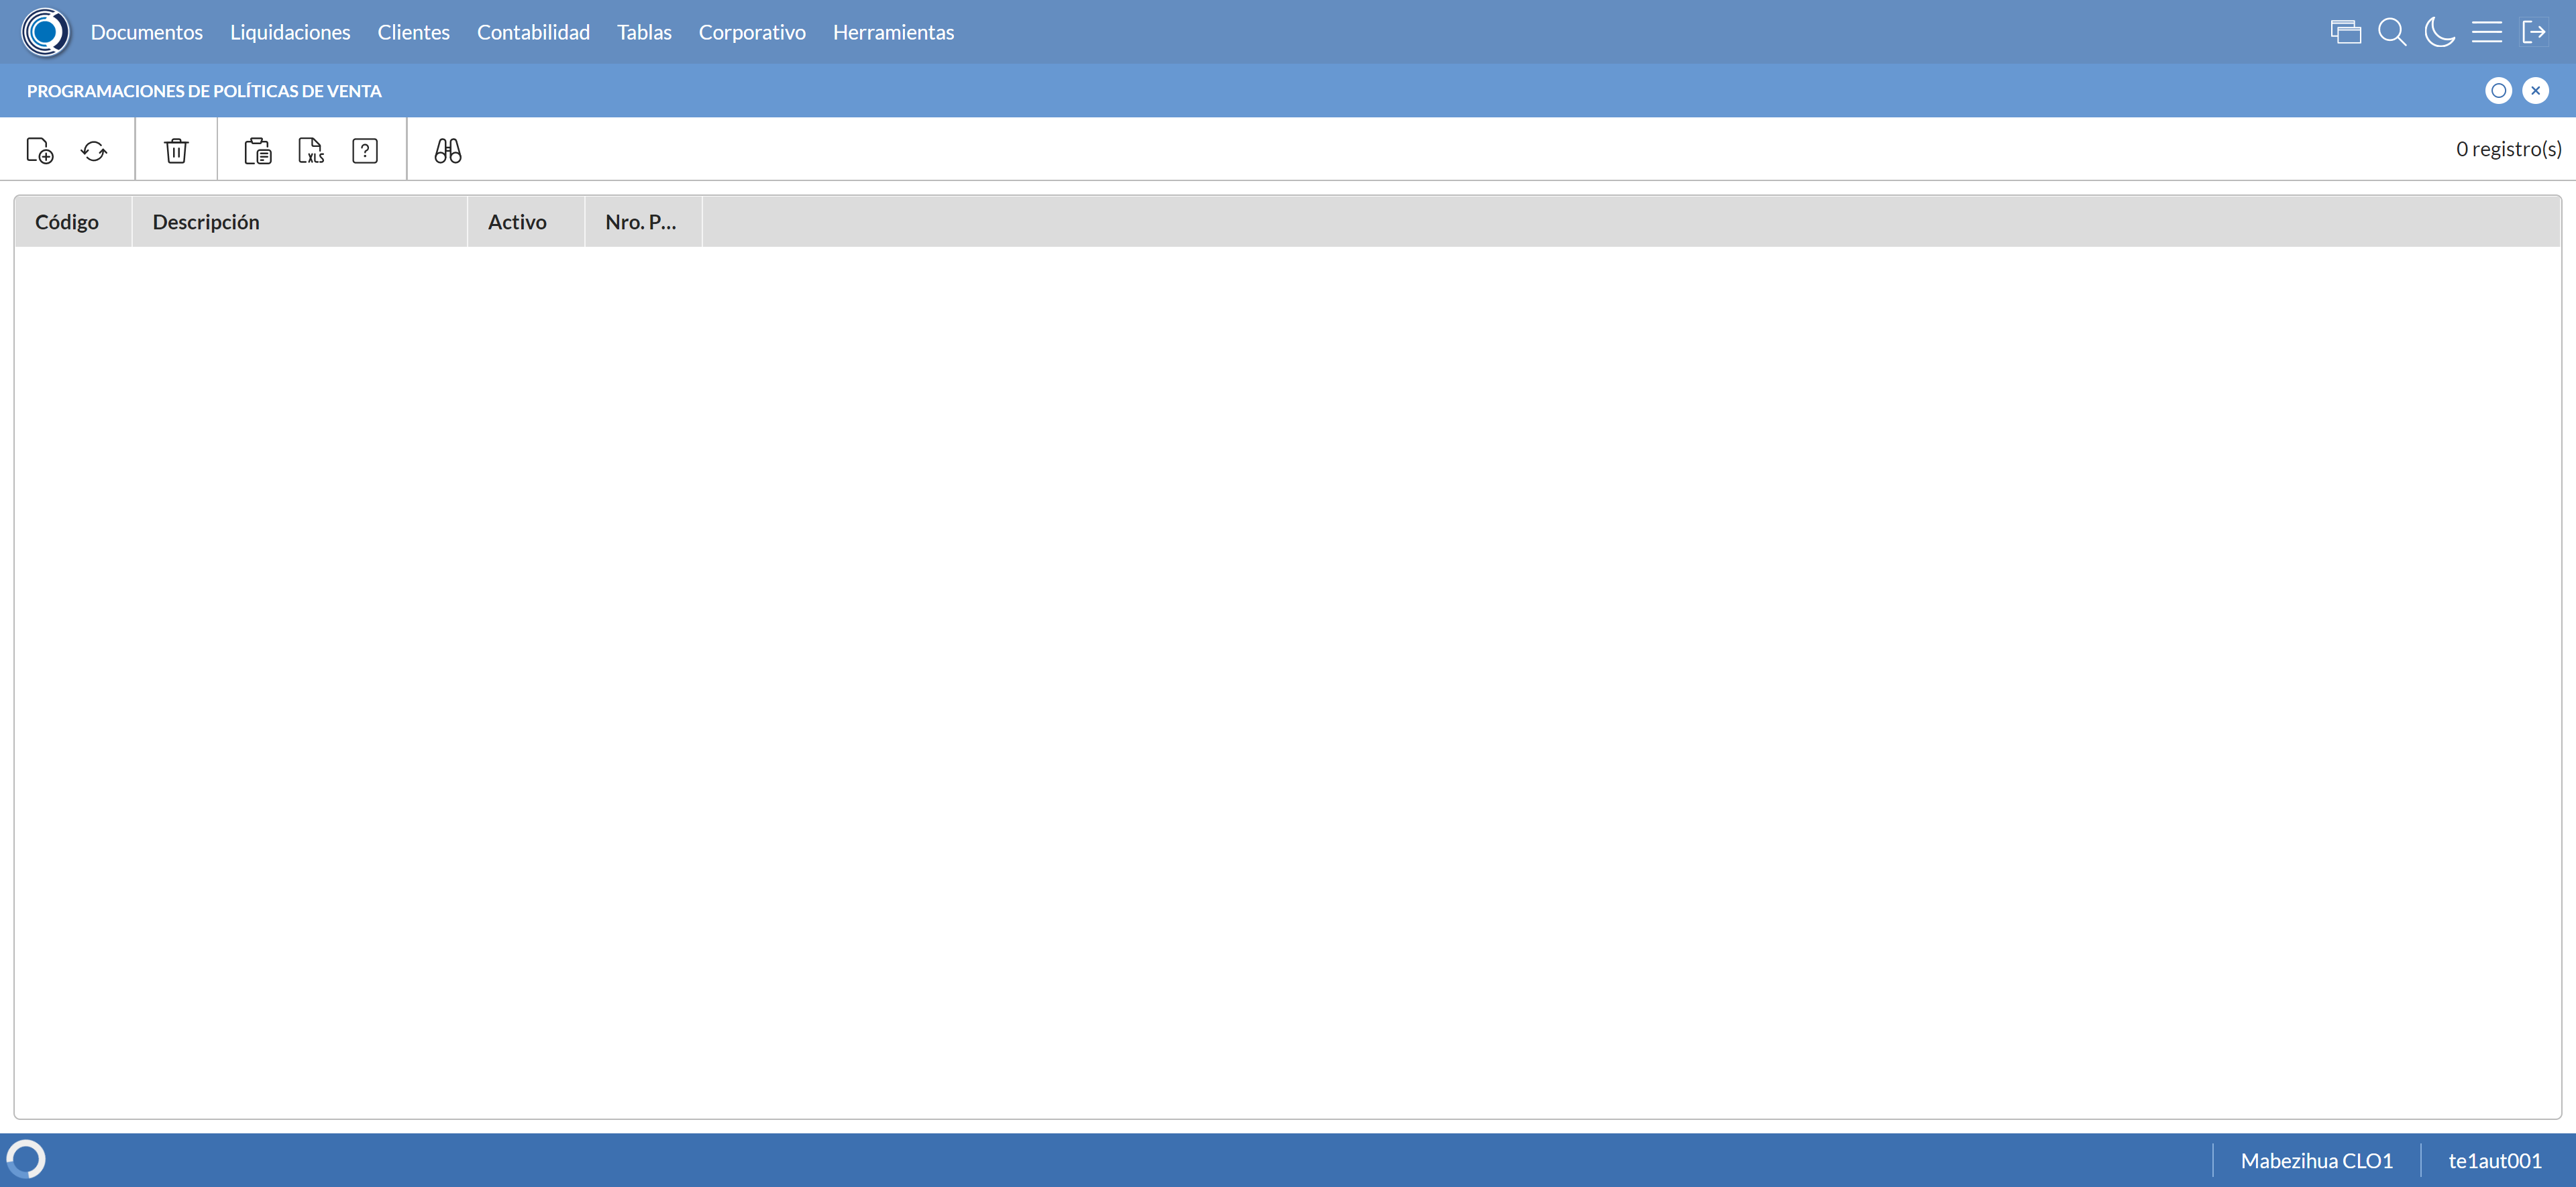 Documentos Liquidaciones Clientes Contabilidad Tablas Corporativo Herramientas
PROGRAMACIONES DE POLÍTICAS DE VENTA
XLS ? 0 registro(s)
Código Descripción Activo Nro. P...
Mabezihua CLO1 te1aut001